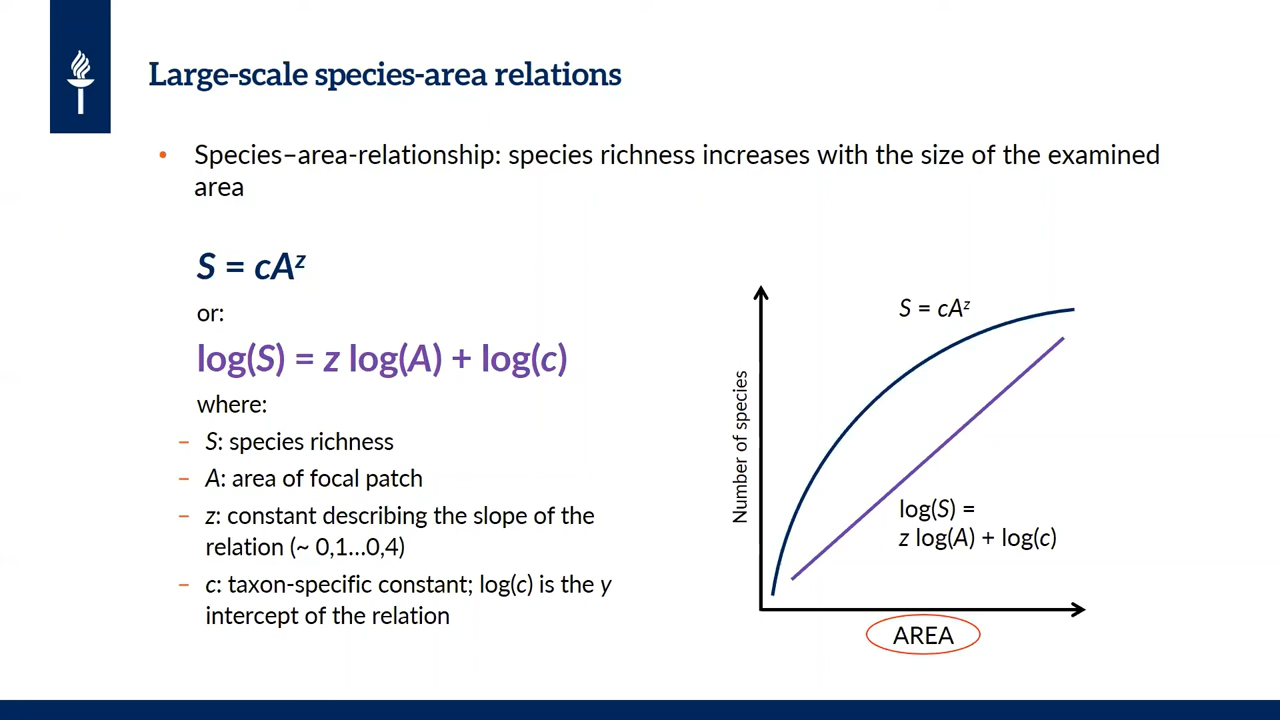 Large-scale species-area relations
• Species–area-relationship: species richness increases with the size of the examined
area
S = cAᶻ
or:
log(S) = z log(A) + log(c)
where:
– S: species richness
– A: area of focal patch
– z: constant describing the slope of the
relation (~ 0,1...0,4)
– c: taxon-specific constant; log(c) is the y
intercept of the relation
Number of species
S = cAᶻ
log(S) =
z log(A) + log(c)
AREA